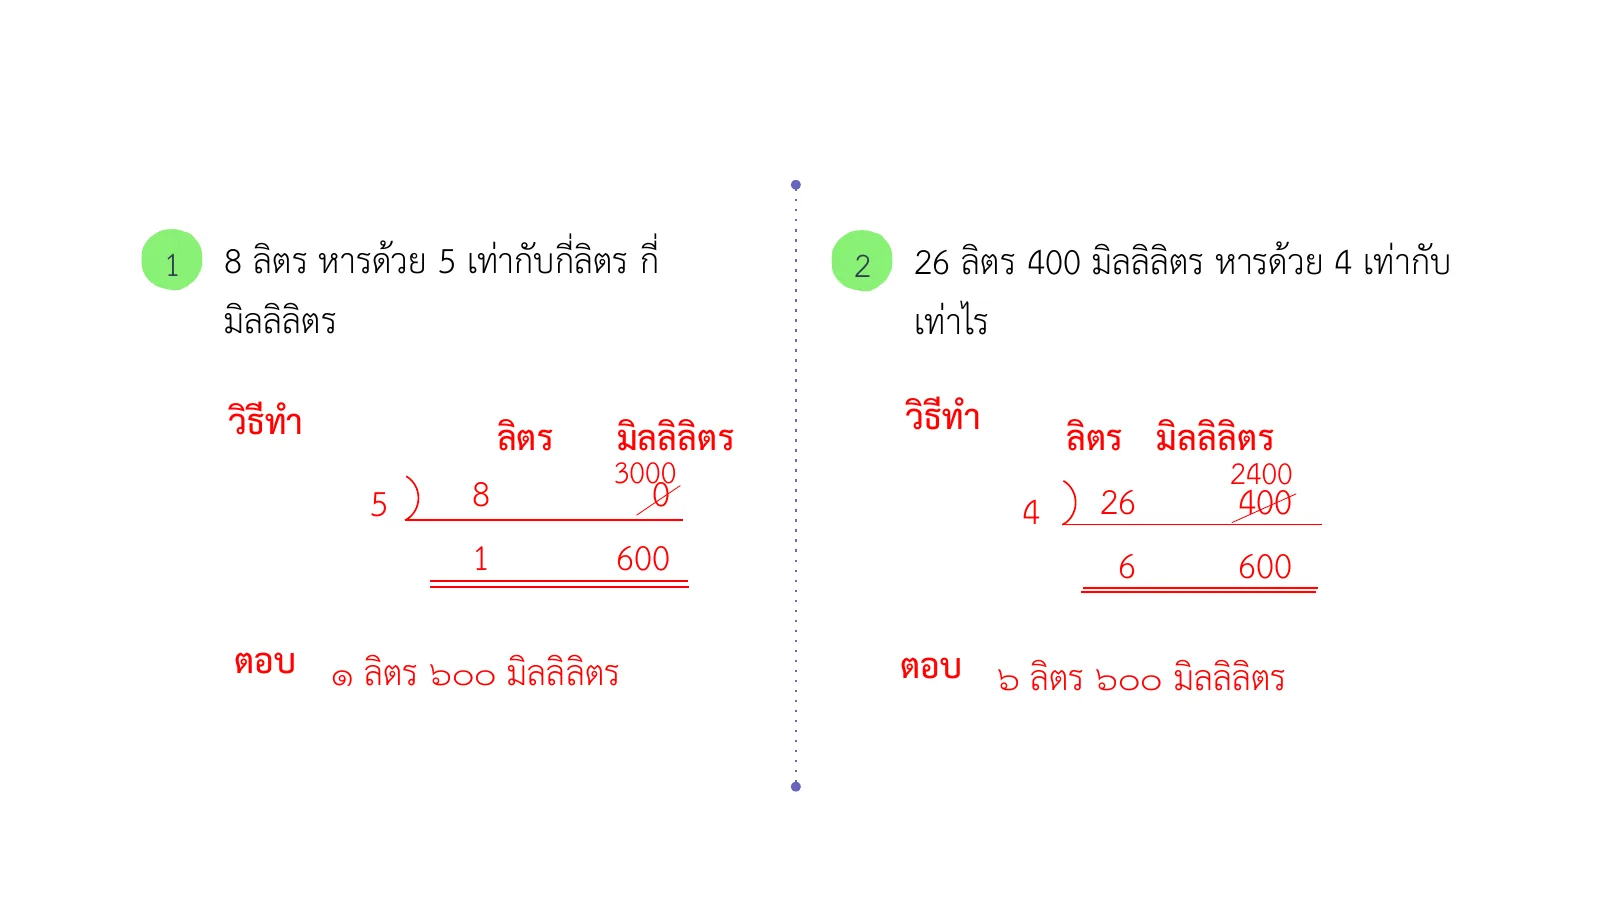 1
8 ลิตร หารด้วย 5 เท่ากับกี่ลิตร กี่
มิลลิลิตร
วิธีทำ
ลิตร มิลลิลิตร
3000
5 8 0
1 600
ตอบ ๑ ลิตร ๖๐๐ มิลลิลิตร
2
26 ลิตร 400 มิลลิลิตร หารด้วย 4 เท่ากับ
เท่าไร
วิธีทำ
ลิตร มิลลิลิตร
2400
4 26 400
6 600
ตอบ ๖ ลิตร ๖๐๐ มิลลิลิตร